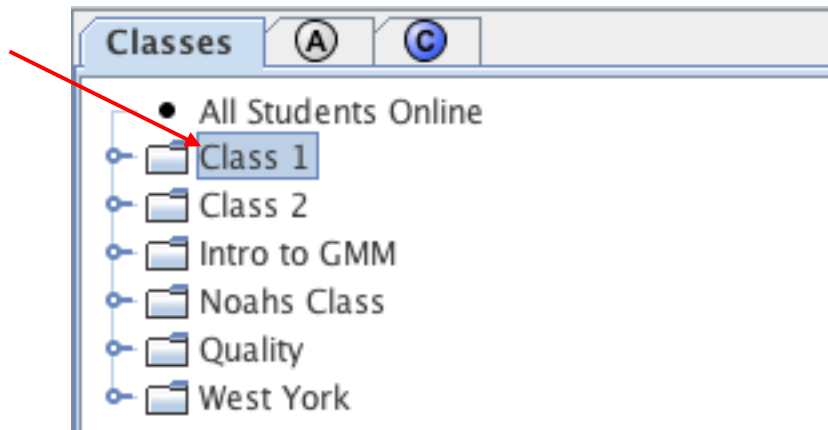 Classes A C
All Students Online
Class 1
Class 2
Intro to GMM
Noahs Class
Quality
West York